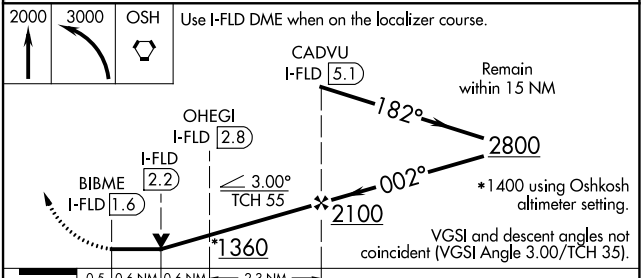 2000
3000
OSH
Use I-FLD DME when on the localizer course.
CADVU
I-FLD 5.1
Remain
within 15 NM
182°
2800
OHEGI
I-FLD 2.8
I-FLD
2.2
BIBME
I-FLD 1.6
3.00°
TCH 55
002°
2100
*1360
*1400 using Oshkosh
altimeter setting.
VGSI and descent angles not
coincident (VGSI Angle 3.00/TCH 35).
0.5 0.6 NM 0.6 NM 2.3 NM